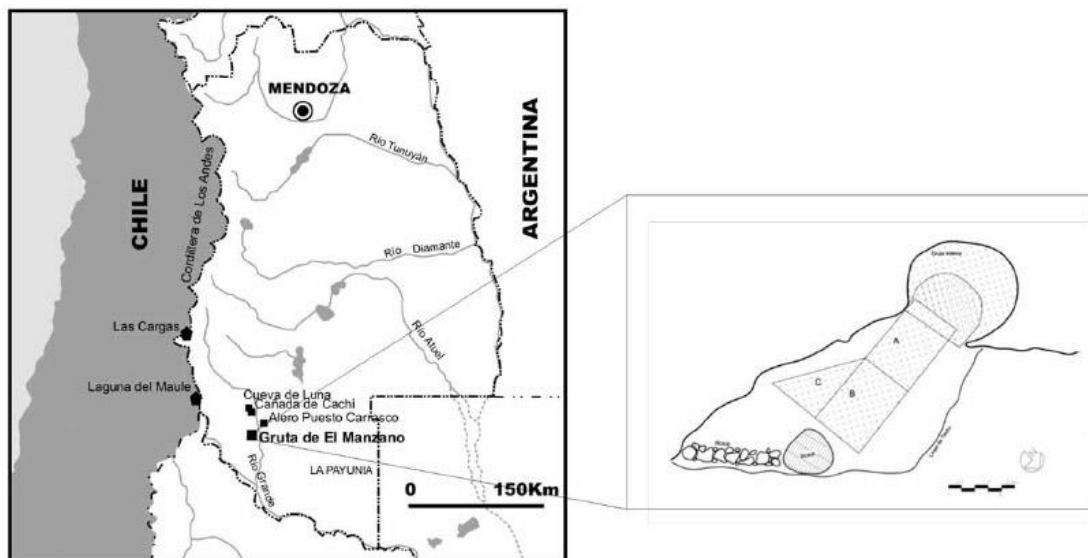 MENDOZA
Río Tunuyán
ARGENTINA
CHILE
Cordillera de Los Andes
Río Diamante
Las Cargas
Río Atuel
Laguna del Maule
Cueva de Luna
Cañada de Cachi
Alero Puesto Carrasco
Gruta de El Manzano
LA PAYUNIA
Río Grande
0 150Km
A
C
B